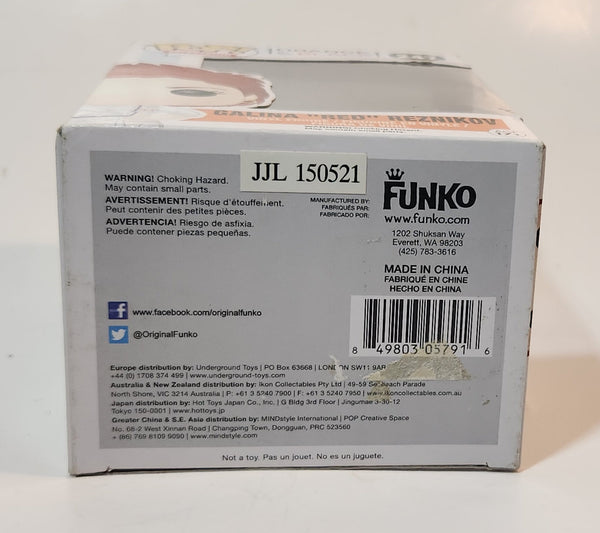 GALINA "RED" REZNIKOV
WARNING! Choking Hazard.
May contain small parts.
AVERTISSEMENT! Risque d'étouffement.
Peut contenir des petites pièces.
ADVERTENCIA! Riesgo de asfixia.
Puede contener piezas pequeñas.
JJL 150521
MANUFACTURED BY:
FABRIQUÉS PAR:
FABRICADO POR:
FUNKO
www.funko.com
1202 Shuksan Way
Everett, WA 98203
(425) 783-3616
MADE IN CHINA
FABRIQUÉ EN CHINE
HECHO EN CHINA
8 49803 05791 6
www.facebook.com/originalfunko
@OriginalFunko
Europe distribution by: Underground Toys | PO Box 63668 | LONDON SW11 9AR
+44 (0) 1708 374 499 | www.underground-toys.com
Australia & New Zealand distribution by: Ikon Collectables Pty Ltd | 49-59 Beach Parade
North Shore, VIC 3214 Australia | P: +61 3 5240 7900 | F: +61 3 5240 7950 | www.ikoncollectables.com
Japan distribution by: Hot Toys Japan Co., Inc. | G Bldg 3rd Floor | Jingumae 3-30-12
Tokyo 150-0001 | www.hottoys.jp
Greater China & S.E. Asia distribution by: MINDstyle International | POP Creative Space
No. 68-2 West Xinnan Road | Changping Town, Dongguan, PRC 523560
+ (86) 769 8109 9090 | www.mindstyle.com
Not a toy. Pas un jouet. No es un juguete.